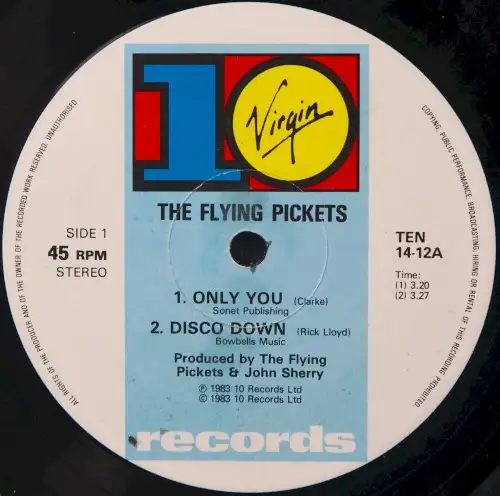 10
Virgin
THE FLYING PICKETS
SIDE 1
45 RPM
STEREO
TEN
14-12A
Time:
(1) 3.20
(2) 3.27
1. ONLY YOU (Clarke)
Sonet Publishing
2. DISCO DOWN (Rick Lloyd)
Bowbells Music
Produced by The Flying
Pickets & John Sherry
℗ 1983 10 Records Ltd
© 1983 10 Records Ltd
records
ALL RIGHTS OF THE PRODUCER AND OF THE OWNER OF THE RECORDED WORK RESERVED. UNAUTHORISED
COPYING, PUBLIC PERFORMANCE, BROADCASTING, HIRING OR RENTAL OF THIS RECORDING PROHIBITED.